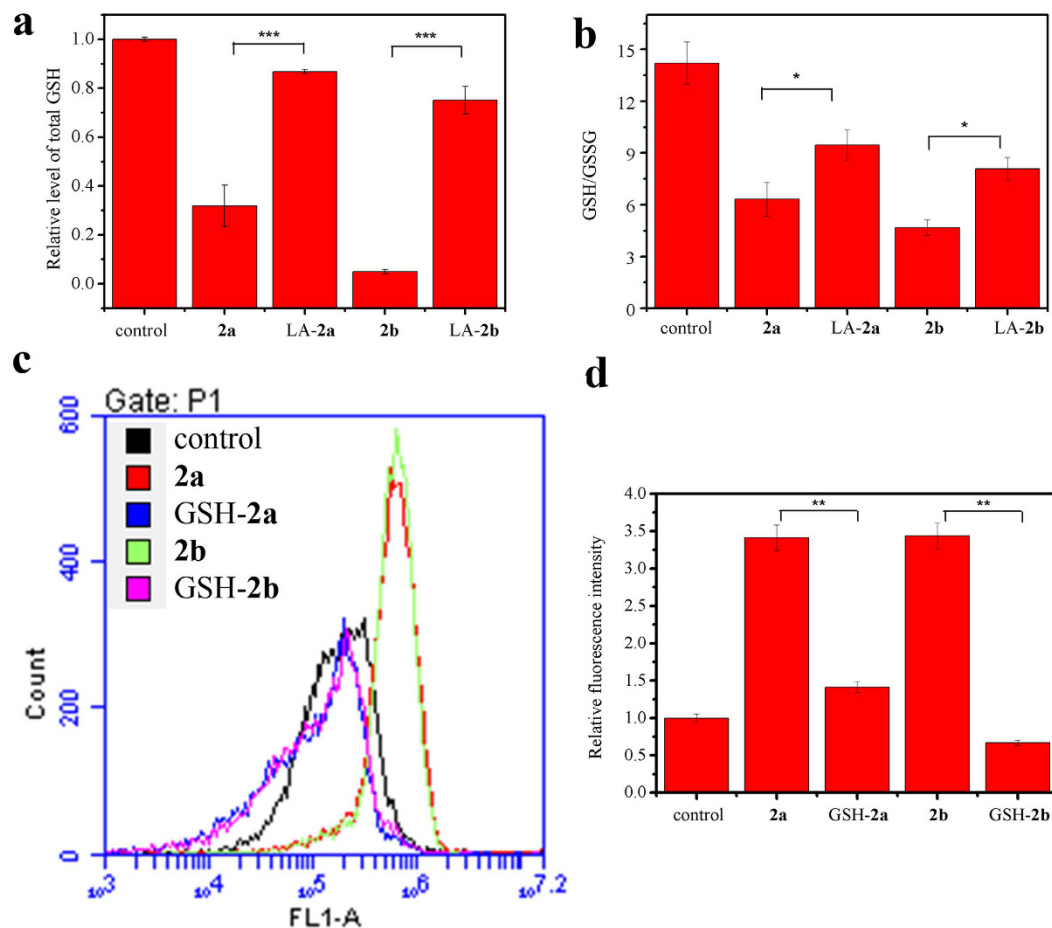 a
Relative level of total GSH
1.0
0.8
0.6
0.4
0.2
0.0
***
***
control 2a LA-2a 2b LA-2b
b
GSH/GSSG
15
12
9
6
3
0
*
*
control 2a LA-2a 2b LA-2b
c
Gate: P1
control
2a
GSH-2a
2b
GSH-2b
Count
600
400
200
0
10³ 10⁴ 10⁵ 10⁶ 10^7.2
FL1-A
d
Relative fluorescence intensity
4.0
3.5
3.0
2.5
2.0
1.5
1.0
0.5
0.0
**
**
control 2a GSH-2a 2b GSH-2b